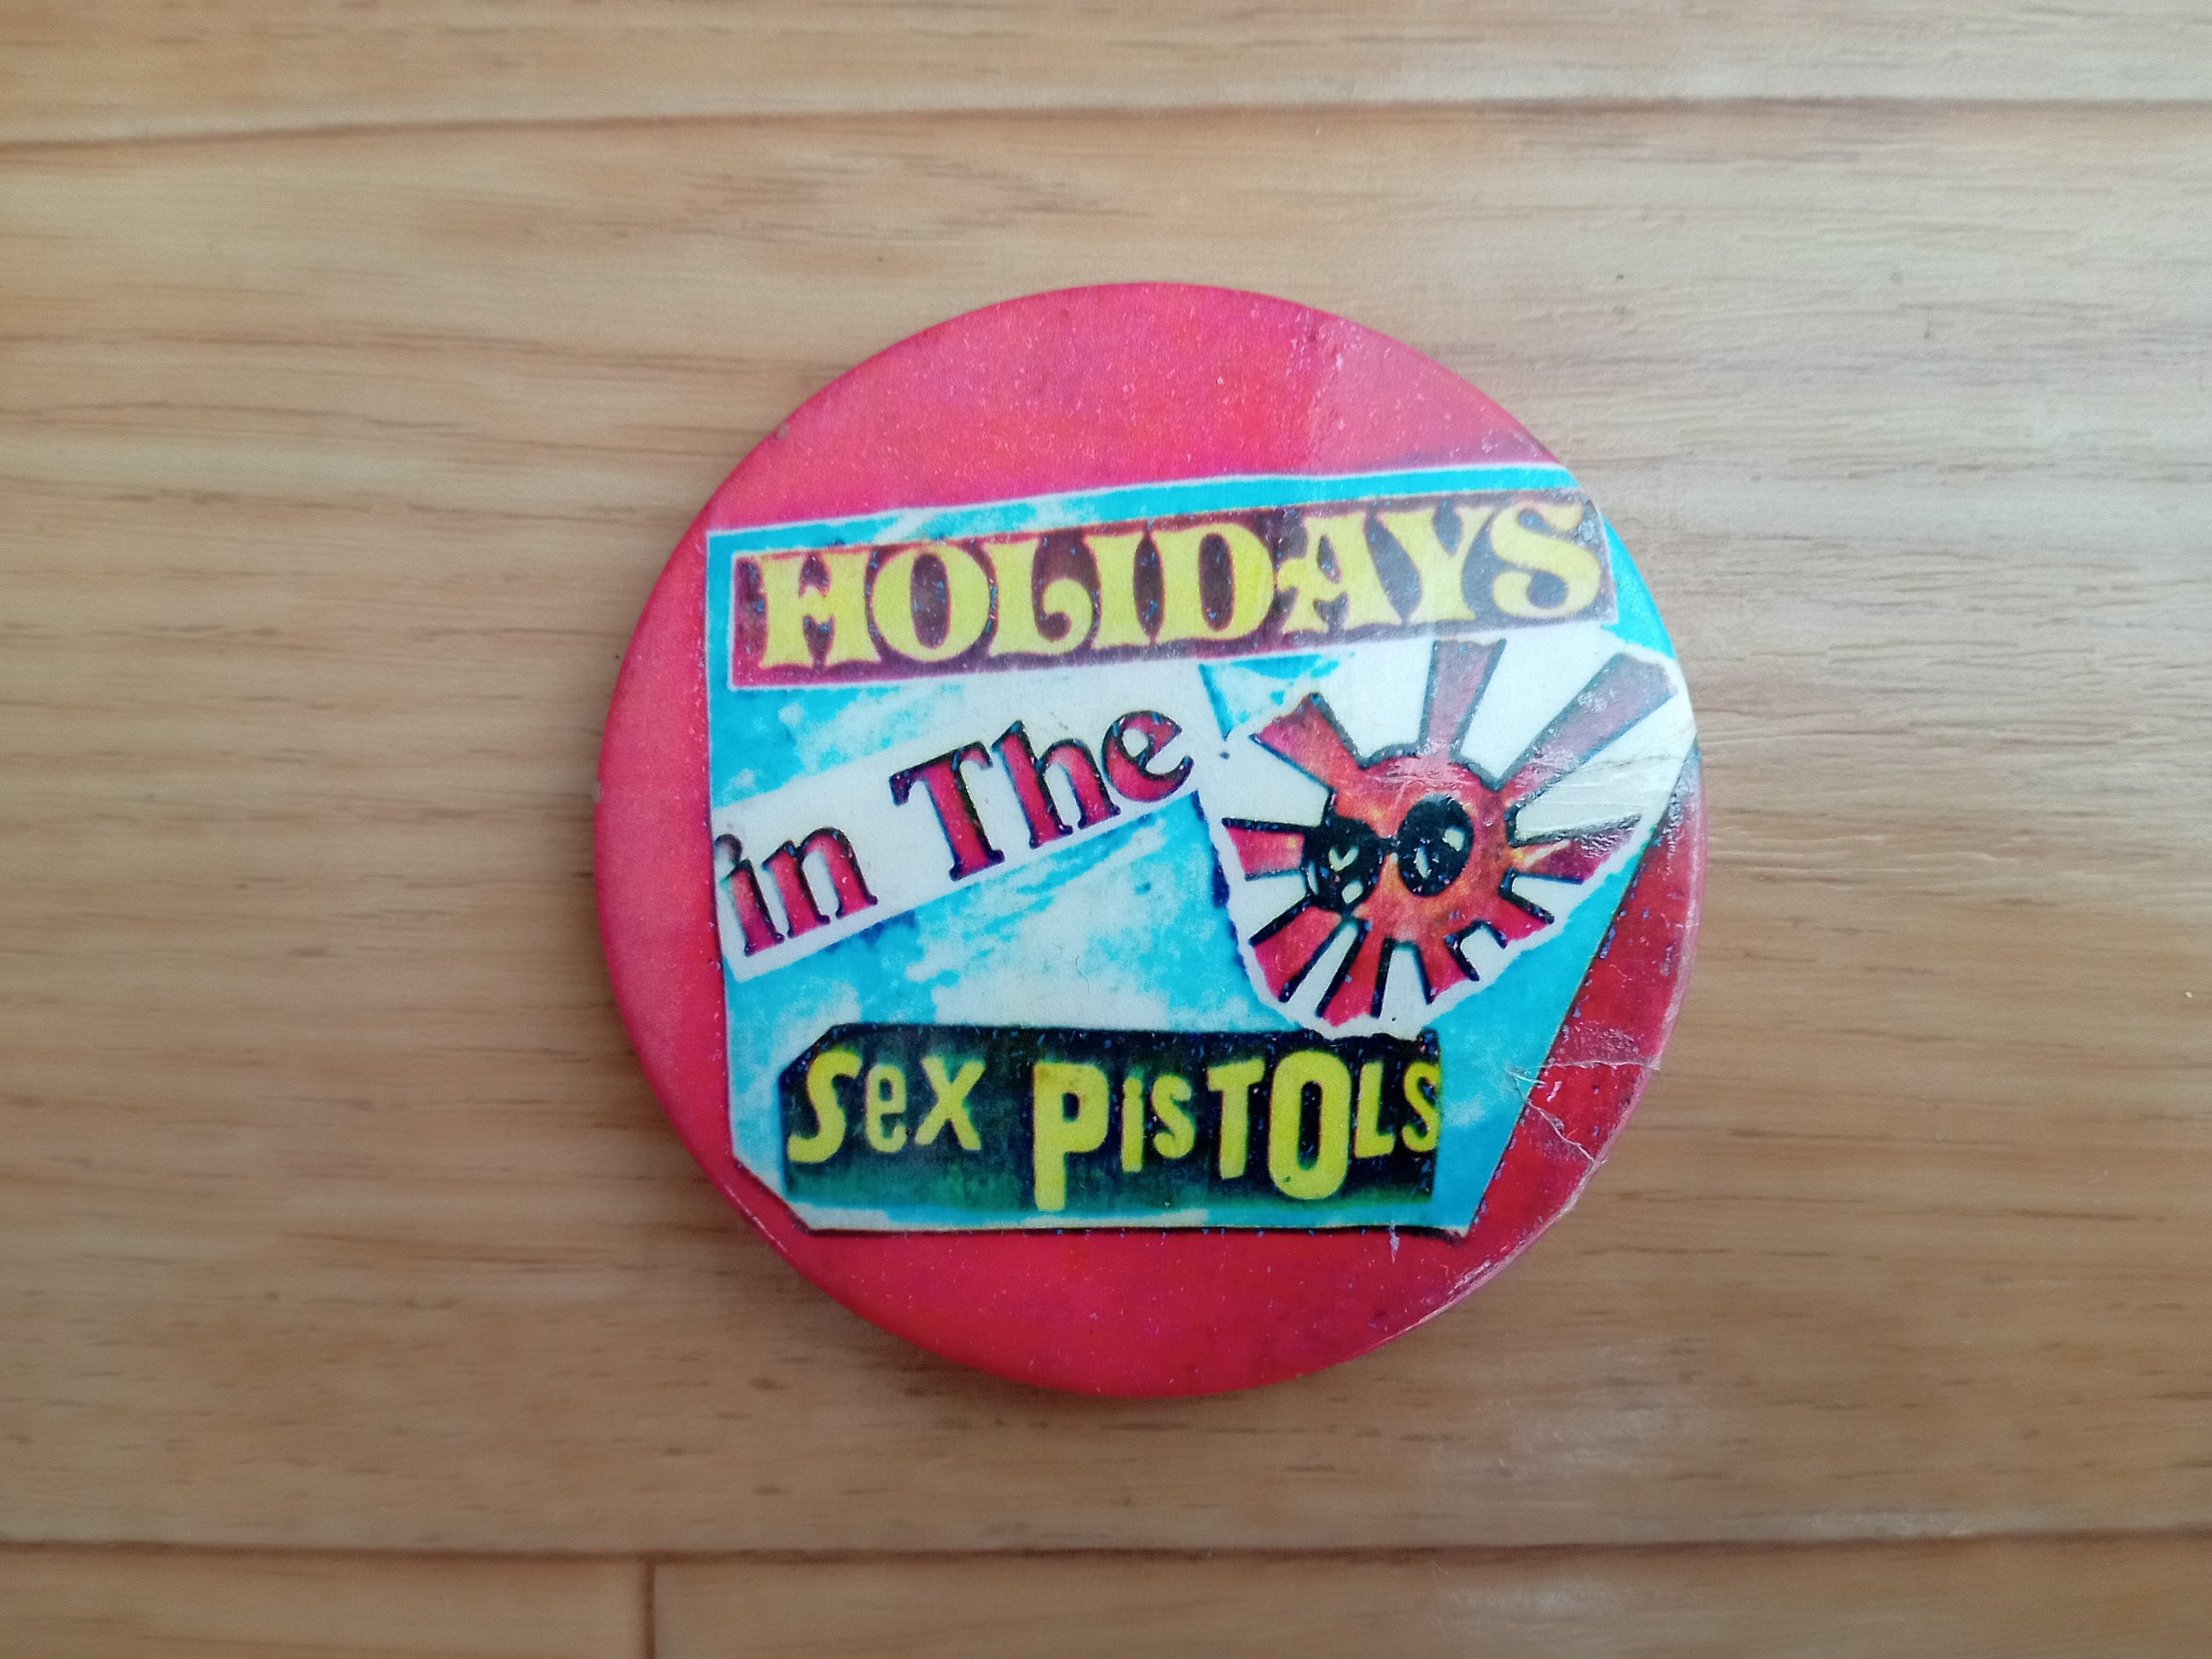 HOLIDAYS
in The
Sex PisTOLS